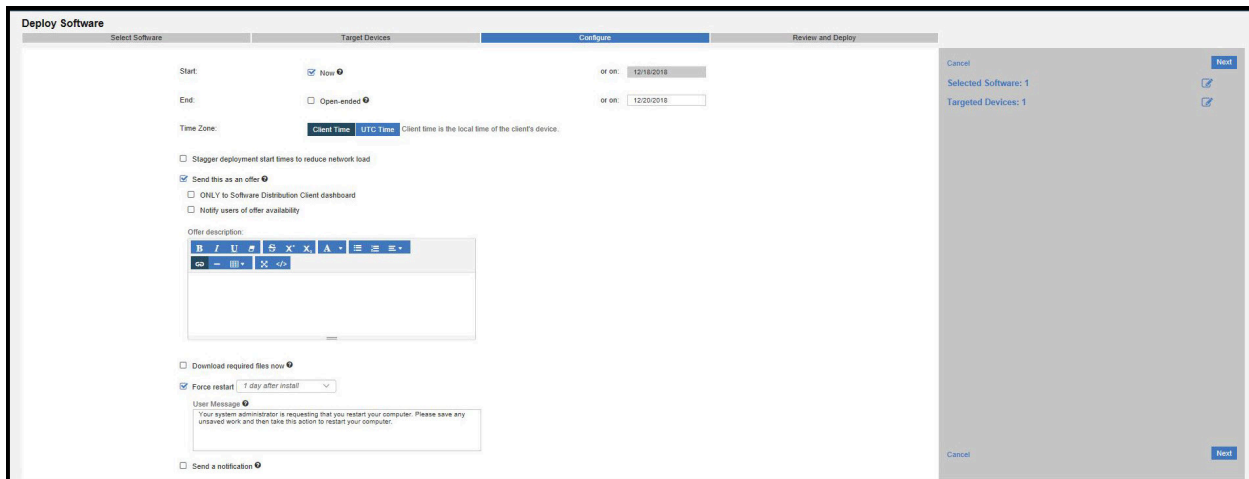 Deploy Software
Select Software Target Devices Configure Review and Deploy
Start: Now or on: 12/18/2018
End: Open-ended or on: 12/20/2018
Time Zone: Client Time UTC Time Client time is the local time of the client's device.
Stagger deployment start times to reduce network load
Send this as an offer
ONLY to Software Distribution Client dashboard
Notify users of offer availability
Offer description:
Download required files now
Force restart 1 day after install
User Message
Your system administrator is requesting that you restart your computer. Please save any
unsaved work and then take this action to restart your computer.
Send a notification
Cancel Next
Selected Software: 1
Targeted Devices: 1
Cancel Next